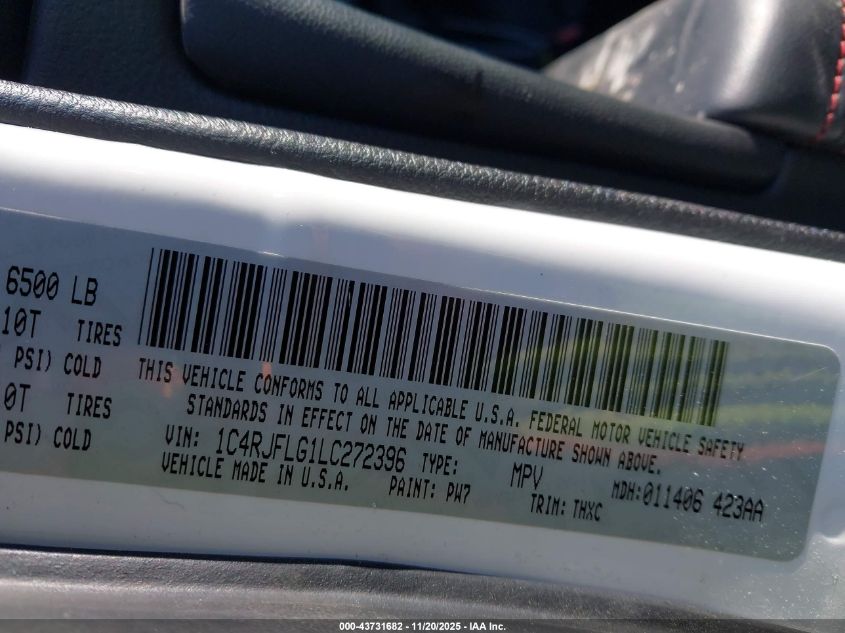 6500 LB
10T TIRES
PSI) COLD
0T TIRES
PSI) COLD
THIS VEHICLE CONFORMS TO ALL APPLICABLE U.S.A. FEDERAL MOTOR VEHICLE SAFETY
STANDARDS IN EFFECT ON THE DATE OF MANUFACTURE SHOWN ABOVE.
VIN: 1C4RJFLG1LC272396 TYPE: MPV MDH:011406 423AA
VEHICLE MADE IN U.S.A. PAINT: PW7 TRIM: THXC
000-43731682 - 11/20/2025 - IAA Inc.